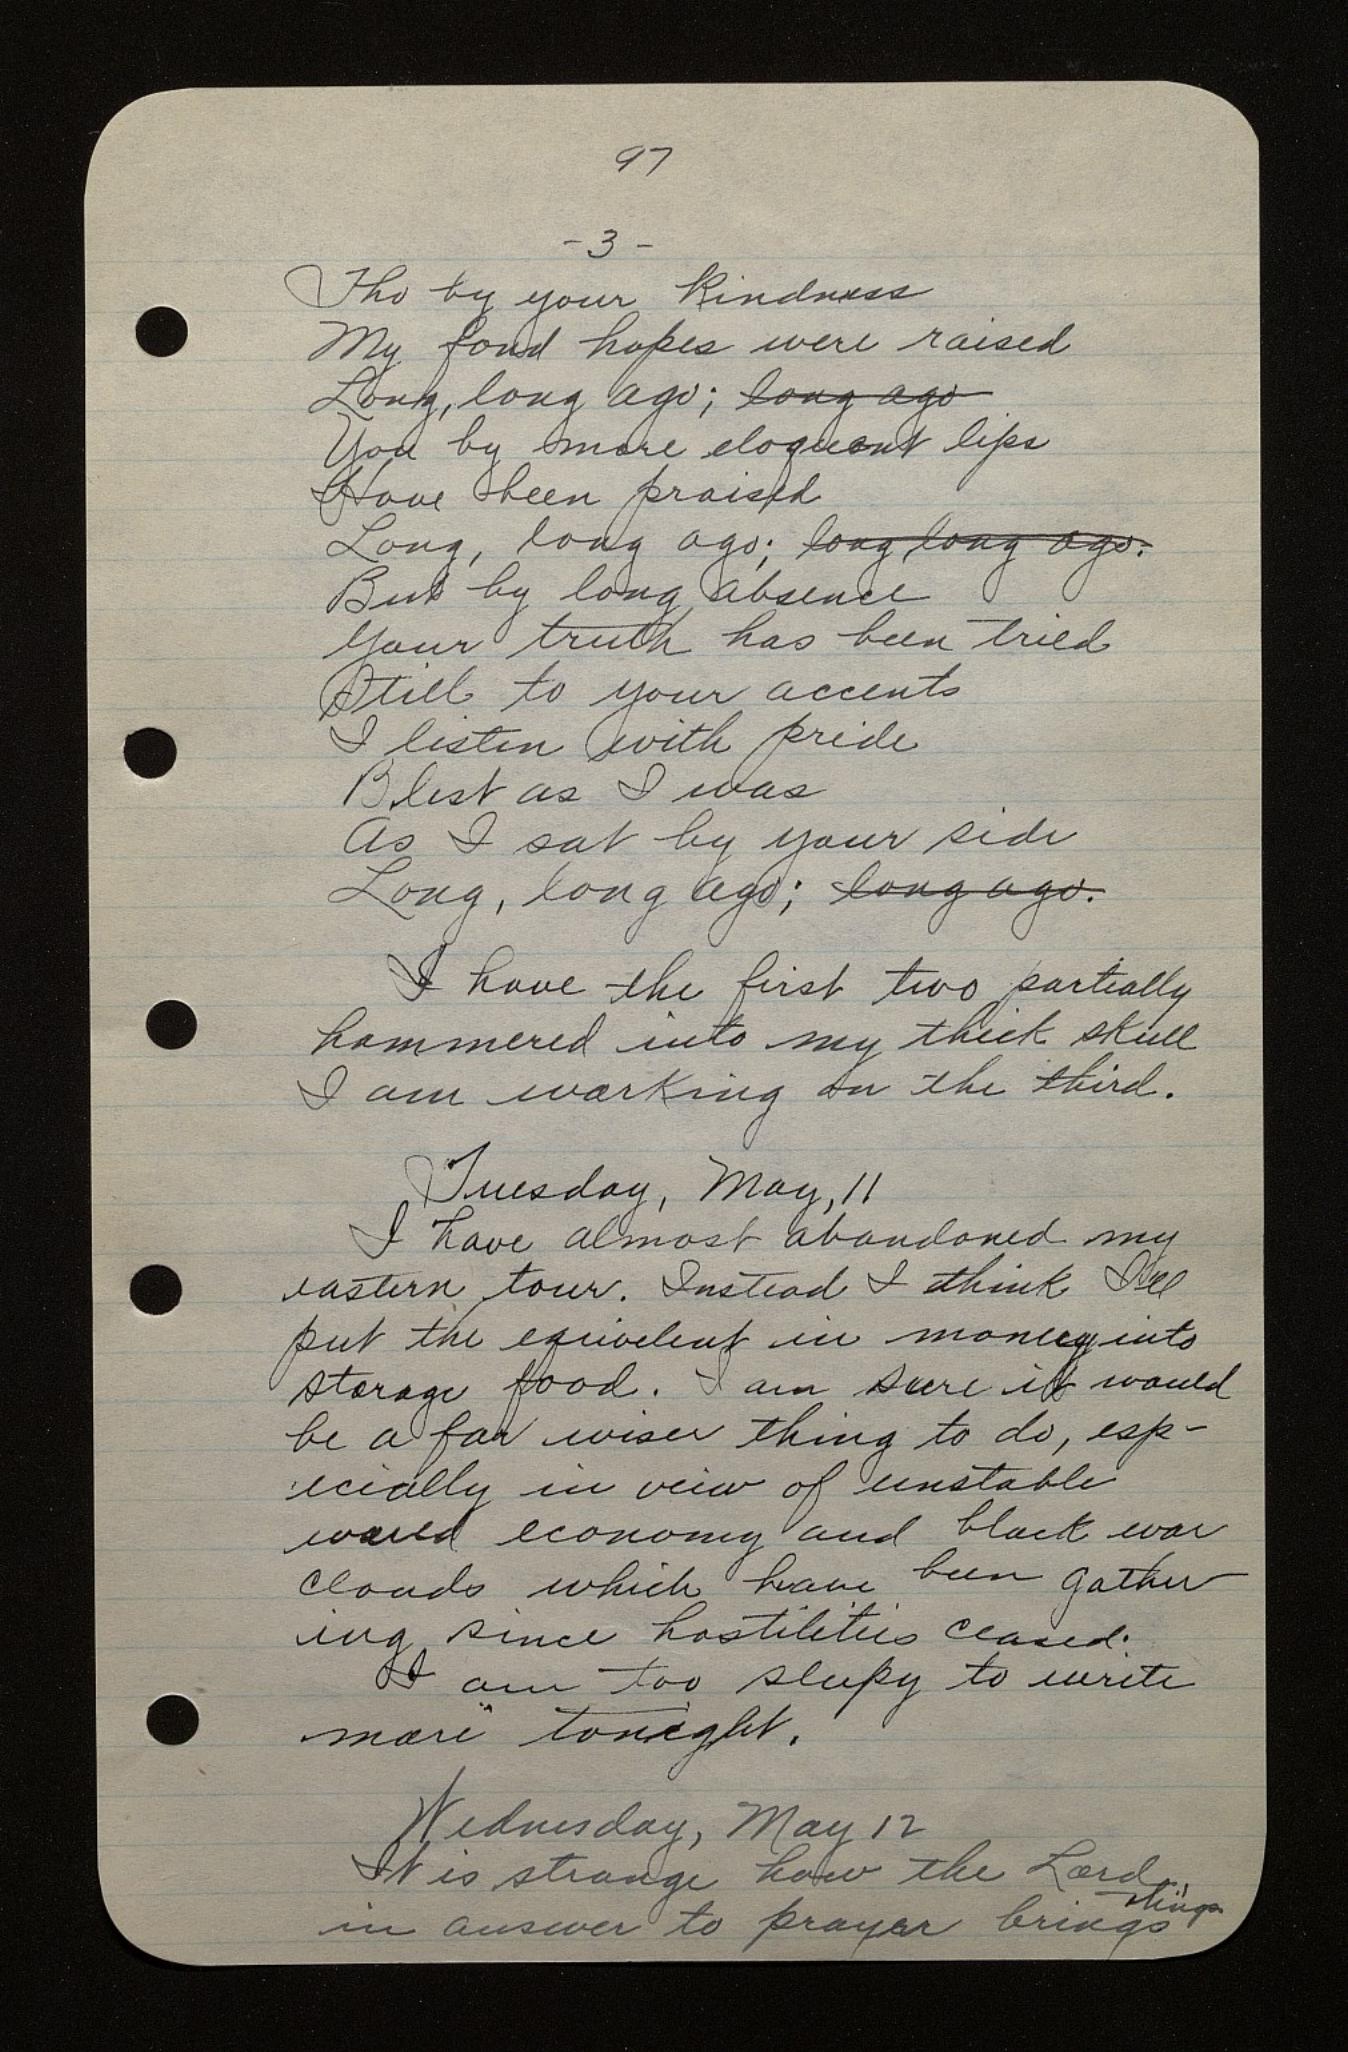 97
- 3 -
Tho by your kindness
My fond hopes were raised
Long, long ago; long ago
You by more eloquent lips
Have been praised
Long, long ago; long, long ago.
But by long absence
Your truth has been tried
Still to your accents
I listen with pride
Blest as I was
As I sat by your side
Long, long ago; long ago.
I have the first two partially
hammered into my thick skull
I am working on the third.
Tuesday, May, 11
I have almost abandoned my
eastern tour. Instead I think I'll
put the equivelent in money into
storage food. I am sure it would
be a far wiser thing to do, esp-
ecially in view of unstable
world economy and black war
clouds which have been gather
ing since hostilities ceased.
I am too sleepy to write
more tonight.
Wednesday, May 12
It is strange how the Lord,
in answer to prayer brings things